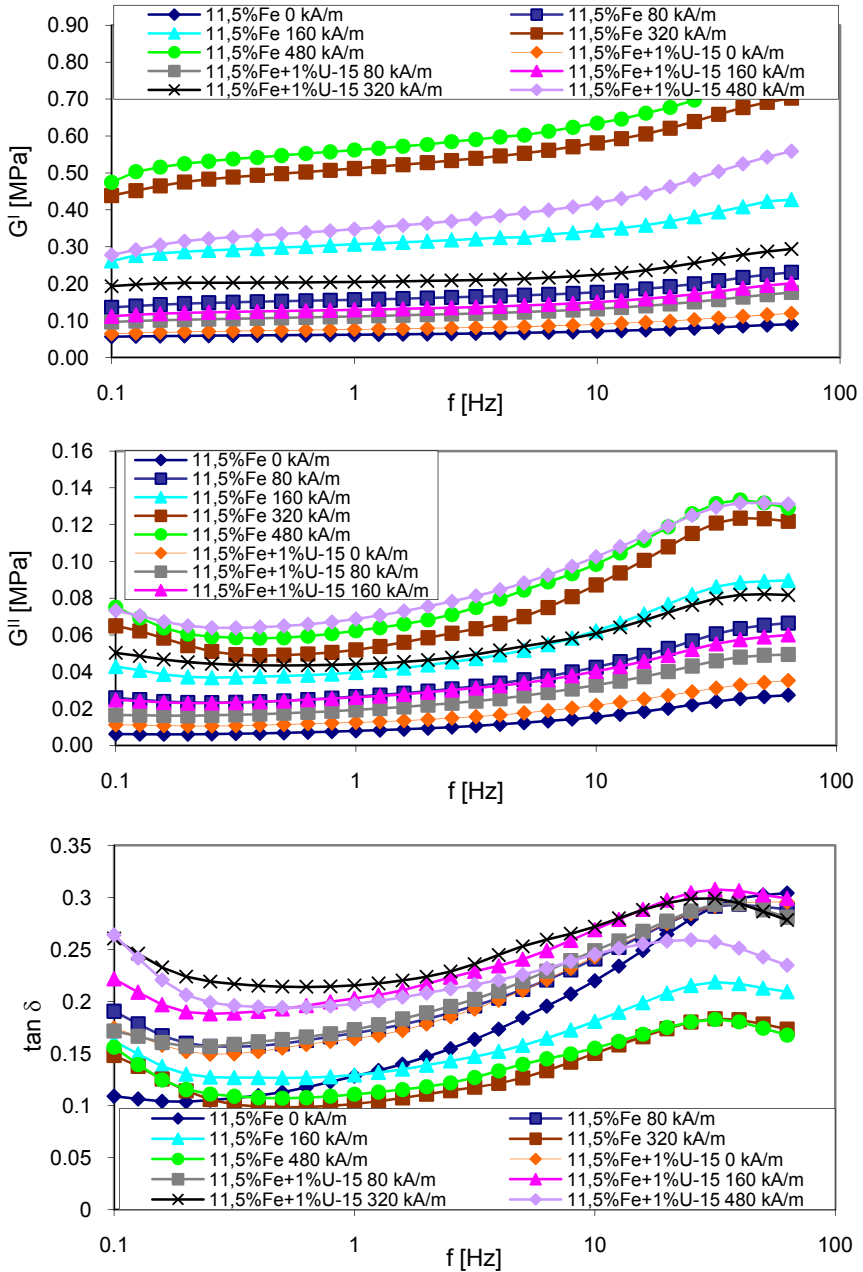 11,5%Fe 0 kA/m 11,5%Fe 80 kA/m
11,5%Fe 160 kA/m 11,5%Fe 320 kA/m
11,5%Fe 480 kA/m 11,5%Fe+1%U-15 0 kA/m
11,5%Fe+1%U-15 80 kA/m 11,5%Fe+1%U-15 160 kA/m
11,5%Fe+1%U-15 320 kA/m 11,5%Fe+1%U-15 480 kA/m
0.90
0.80
0.70
0.60
0.50
0.40
0.30
0.20
0.10
0.00
G^I [MPa]
0.1 1 10 100
f [Hz]
0.16
0.14
0.12
0.10
0.08
0.06
0.04
0.02
0.00
G^II [MPa]
11,5%Fe 0 kA/m
11,5%Fe 80 kA/m
11,5%Fe 160 kA/m
11,5%Fe 320 kA/m
11,5%Fe 480 kA/m
11,5%Fe+1%U-15 0 kA/m
11,5%Fe+1%U-15 80 kA/m
11,5%Fe+1%U-15 160 kA/m
0.1 1 10 100
f [Hz]
0.35
0.3
0.25
0.2
0.15
0.1
0.05
0
tan δ
11,5%Fe 0 kA/m 11,5%Fe 80 kA/m
11,5%Fe 160 kA/m 11,5%Fe 320 kA/m
11,5%Fe 480 kA/m 11,5%Fe+1%U-15 0 kA/m
11,5%Fe+1%U-15 80 kA/m 11,5%Fe+1%U-15 160 kA/m
11,5%Fe+1%U-15 320 kA/m 11,5%Fe+1%U-15 480 kA/m
0.1 1 10 100
f [Hz]